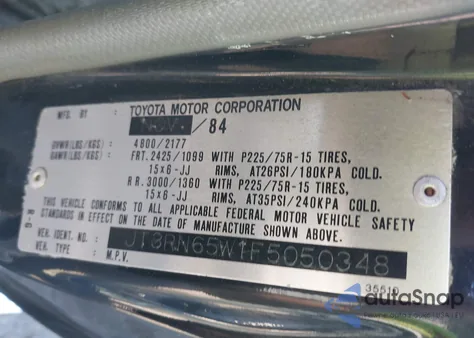 MFD. BY: TOYOTA MOTOR CORPORATION
/84
GVWR(LBS/KGS) 4800/2177
GAWR(LBS/KGS) FRT. 2425/1099 WITH P225/75R-15 TIRES,
15x6-JJ RIMS, AT26PSI/180KPA COLD.
RR. 3000/1360 WITH P225/75R-15 TIRES,
15x6-JJ RIMS, AT35PSI/240KPA COLD.
THIS VEHICLE CONFORMS TO ALL APPLICABLE FEDERAL MOTOR VEHICLE SAFETY
STANDARDS IN EFFECT ON THE DATE OF MANUFACTURE SHOWN ABOVE.
VEH. IDENT. NO. JT3RN65W1F5050348
VEH. TYPE: M.P.V.
35510
autoSnap